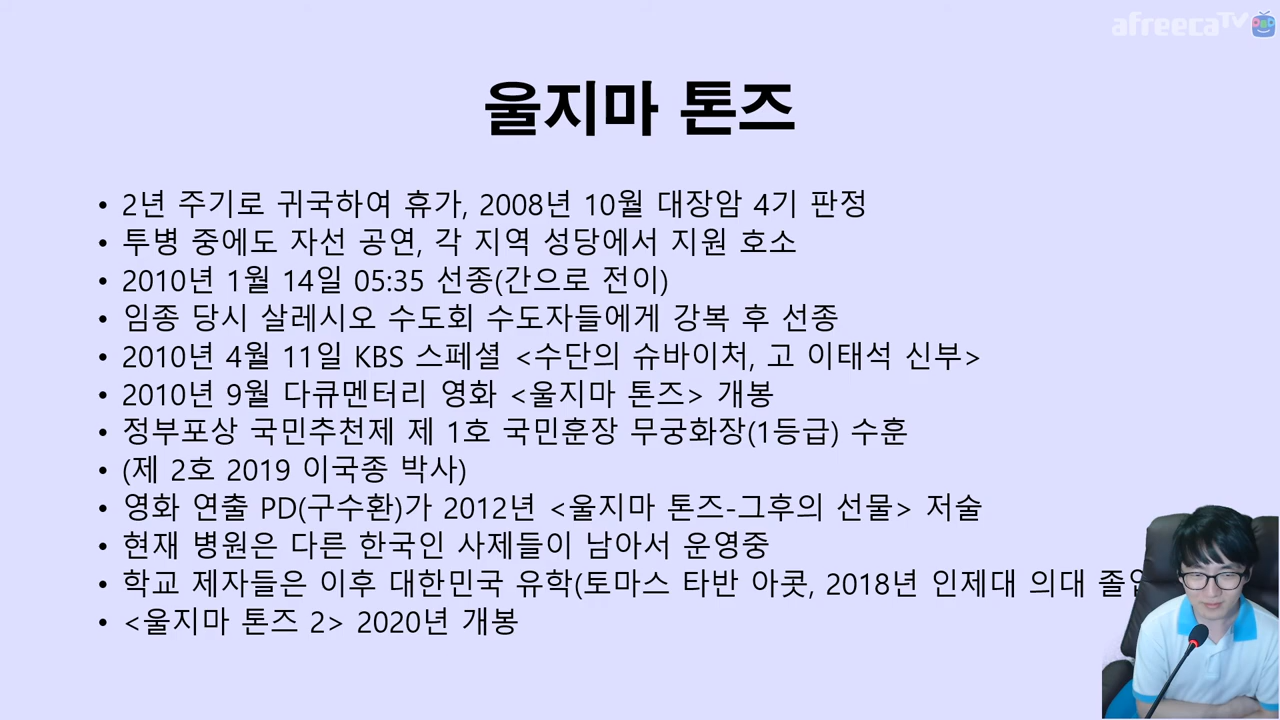 afreecaTV
울지마 톤즈
• 2년 주기로 귀국하여 휴가, 2008년 10월 대장암 4기 판정
• 투병 중에도 자선 공연, 각 지역 성당에서 지원 호소
• 2010년 1월 14일 05:35 선종(간으로 전이)
• 임종 당시 살레시오 수도회 수도자들에게 강복 후 선종
• 2010년 4월 11일 KBS 스페셜 <수단의 슈바이처, 고 이태석 신부>
• 2010년 9월 다큐멘터리 영화 <울지마 톤즈> 개봉
• 정부포상 국민추천제 제 1호 국민훈장 무궁화장(1등급) 수훈
• (제 2호 2019 이국종 박사)
• 영화 연출 PD(구수환)가 2012년 <울지마 톤즈-그후의 선물> 저술
• 현재 병원은 다른 한국인 사제들이 남아서 운영중
• 학교 제자들은 이후 대한민국 유학(토마스 타반 아콧, 2018년 인제대 의대
• <울지마 톤즈 2> 2020년 개봉